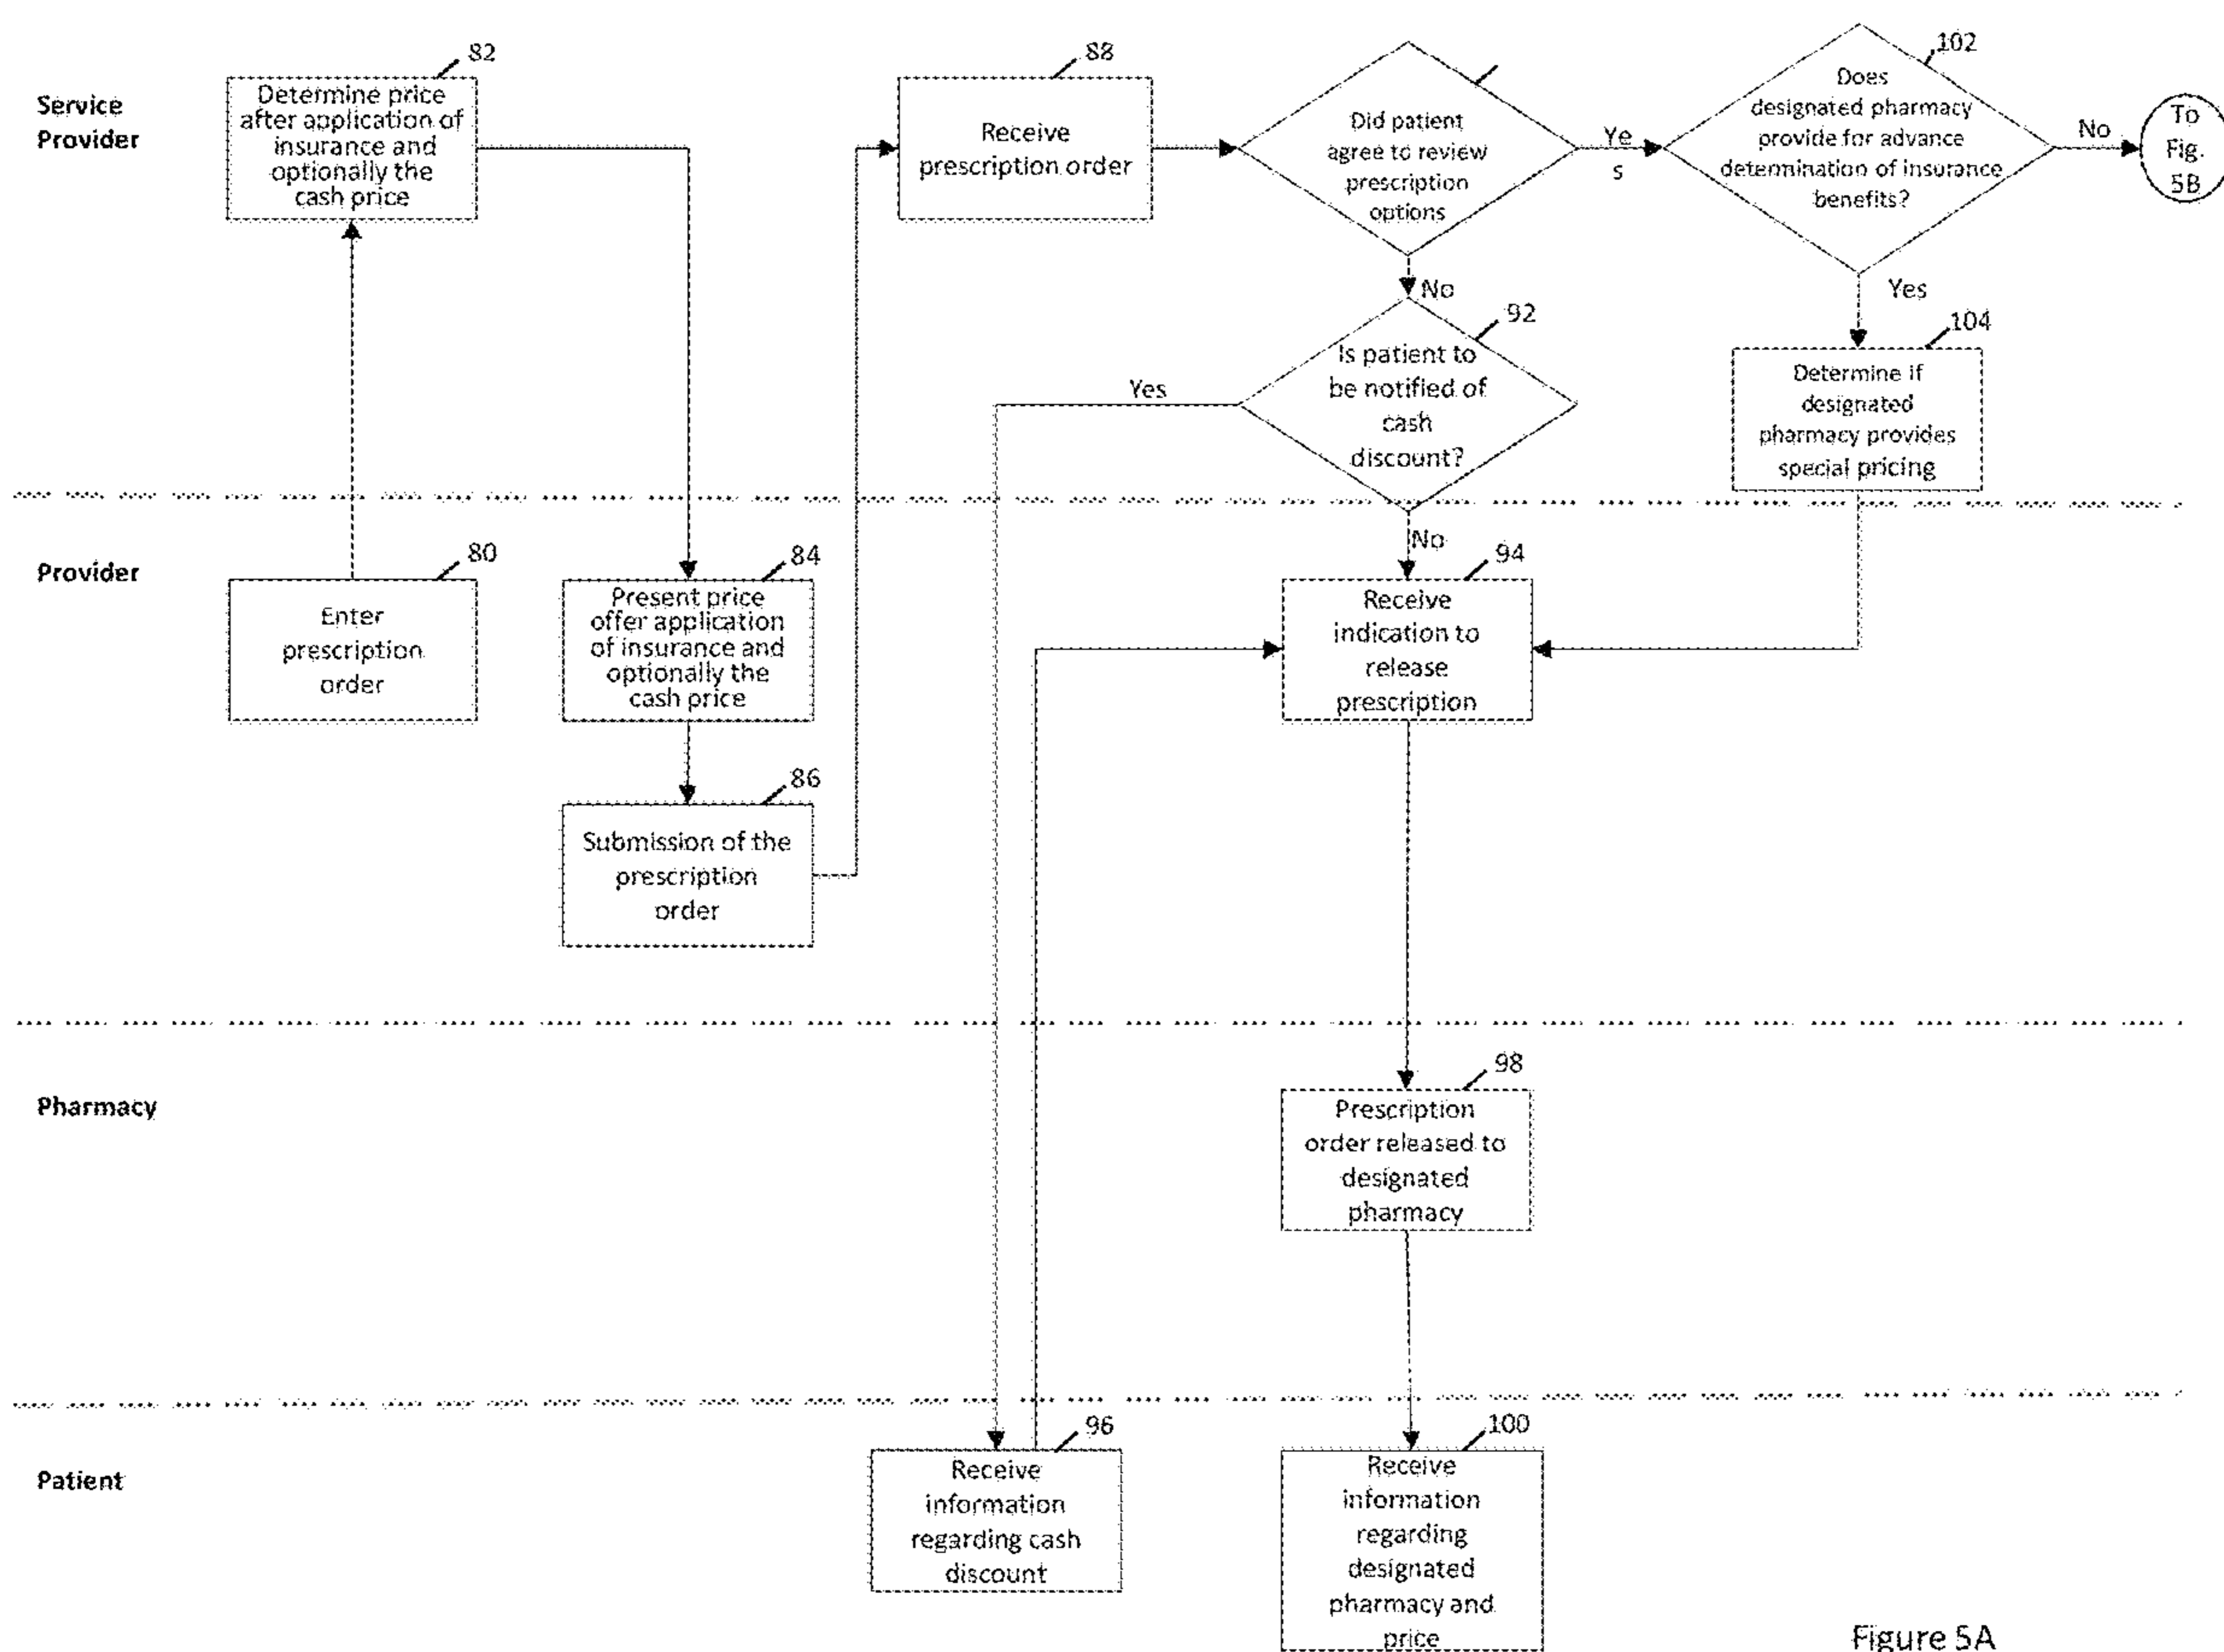 Service
Provider
82
Determine price
after application of
insurance and
optionally the
cash price
88
Receive
prescription order
Did patient
agree to review
prescription
options
Ye
s
102
Does
designated pharmacy
provide for advance
determination of insurance
benefits?
No
To
Fig.
5B
No
Yes
92
Is patient to
be notified of
cash
discount?
Yes
104
Determine if
designated
pharmacy provides
special pricing
Provider
80
Enter
prescription
order
84
Present price
offer application
of insurance and
optionally the
cash price
No
94
Receive
indication to
release
prescription
86
Submission of the
prescription
order
Pharmacy
98
Prescription
order released to
designated
pharmacy
Patient
96
Receive
information
regarding cash
discount
100
Receive
information
regarding
designated
pharmacy and
price
Figure 5A